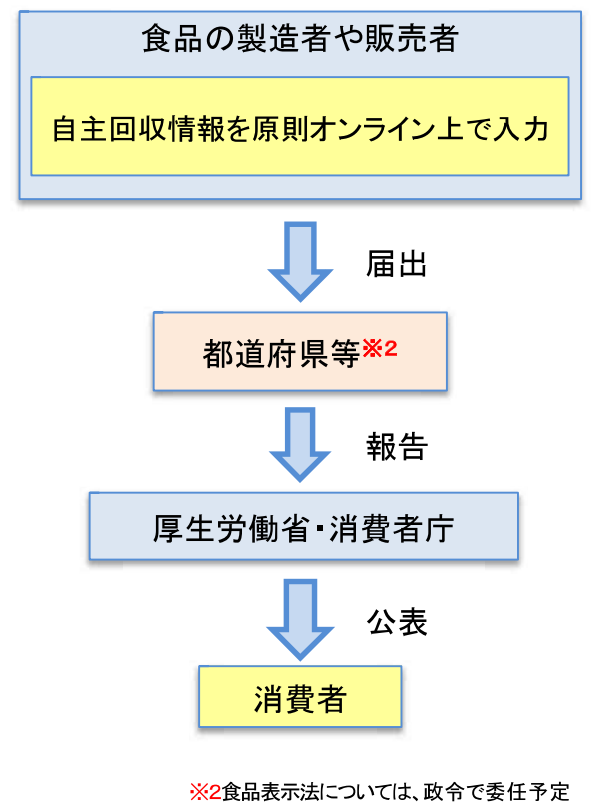 食品の製造者や販売者
自主回収情報を原則オンライン上で入力
届出
都道府県等※2
報告
厚生労働省・消費者庁
公表
消費者
※2食品表示法については、政令で委任予定